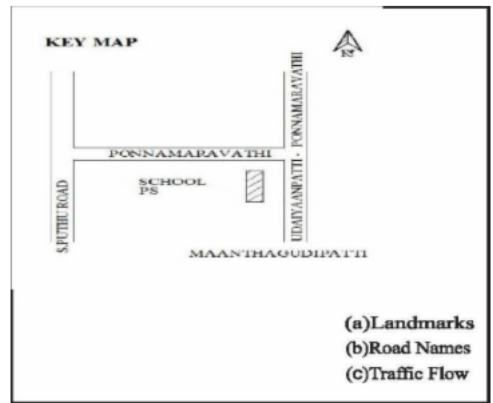 KEY MAP
N
PONNAMARAVATHI
SCHOOL
PS
S.PUTHU ROAD
UDAIYAANPATTI - PONNAMARAVATHI
MAANTHAGUDIPATTI
(a)Landmarks
(b)Road Names
(c)Traffic Flow